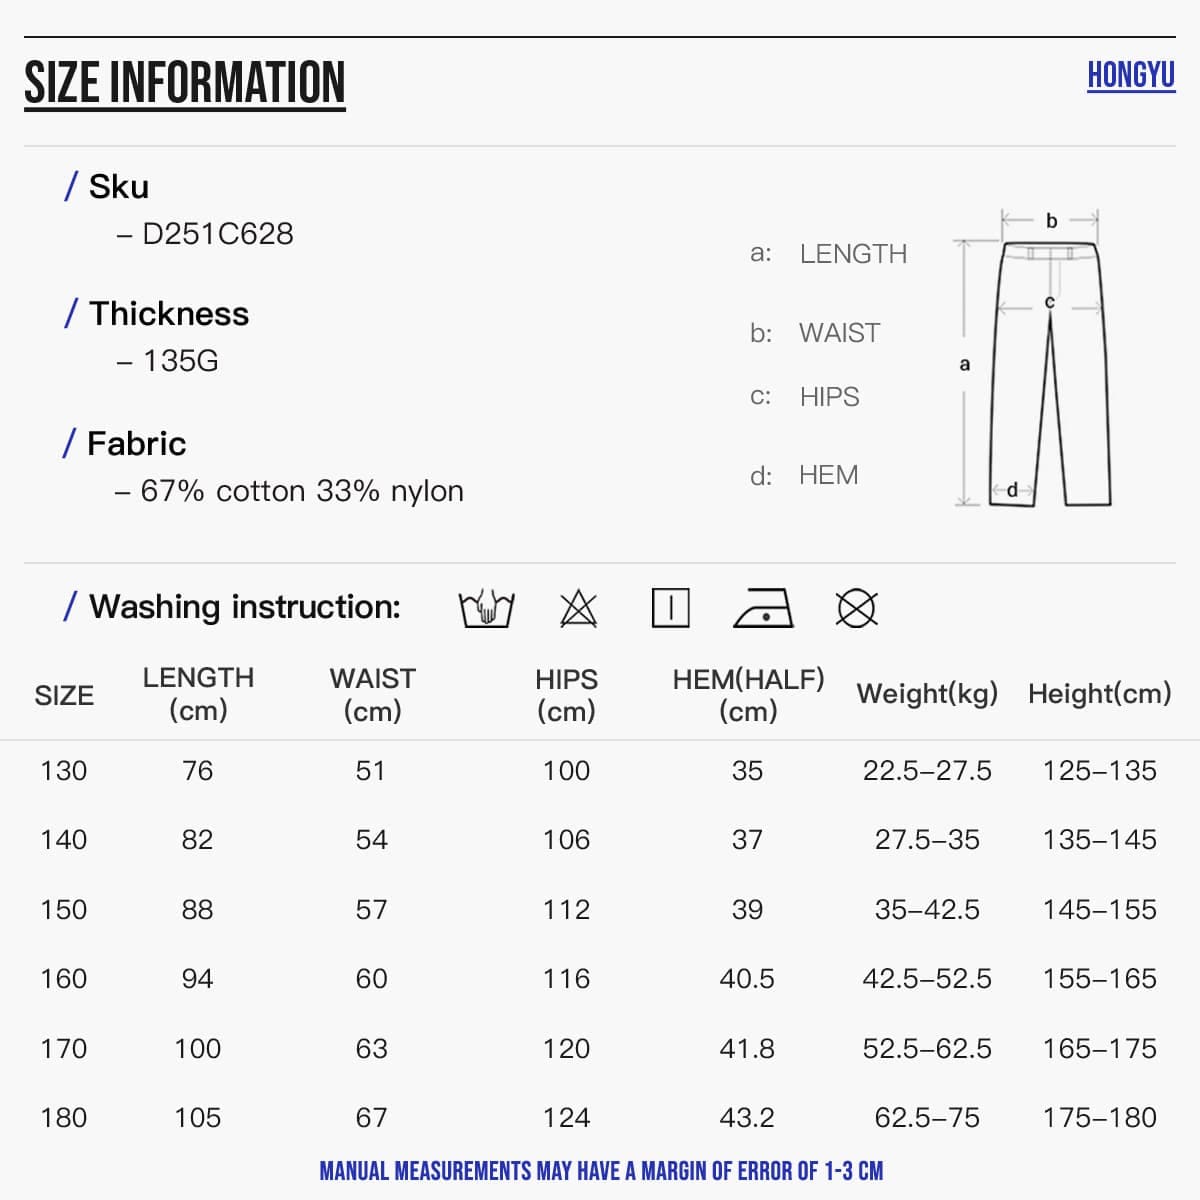 SIZE INFORMATION
HONGYU
/ Sku
– D251C628
/ Thickness
– 135G
/ Fabric
– 67% cotton 33% nylon
a: LENGTH
b: WAIST
c: HIPS
d: HEM
b
c
a
d
/ Washing instruction:
SIZE LENGTH (cm) WAIST (cm) HIPS (cm) HEM(HALF) (cm) Weight(kg) Height(cm)
130 76 51 100 35 22.5–27.5 125–135
140 82 54 106 37 27.5–35 135–145
150 88 57 112 39 35–42.5 145–155
160 94 60 116 40.5 42.5–52.5 155–165
170 100 63 120 41.8 52.5–62.5 165–175
180 105 67 124 43.2 62.5–75 175–180
MANUAL MEASUREMENTS MAY HAVE A MARGIN OF ERROR OF 1-3 CM